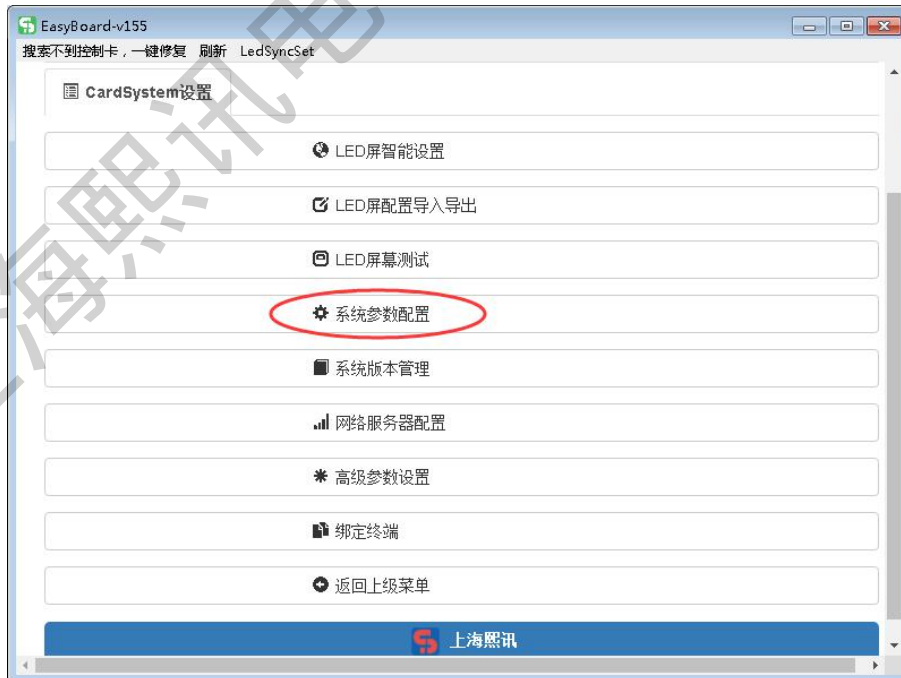 EasyBoard-v155
搜索不到控制卡，一键修复 刷新 LedSyncSet
CardSystem设置
LED屏智能设置
LED屏配置导入导出
LED屏幕测试
系统参数配置
系统版本管理
网络服务器配置
高级参数设置
绑定终端
返回上级菜单
上海熙讯
海熙讯电